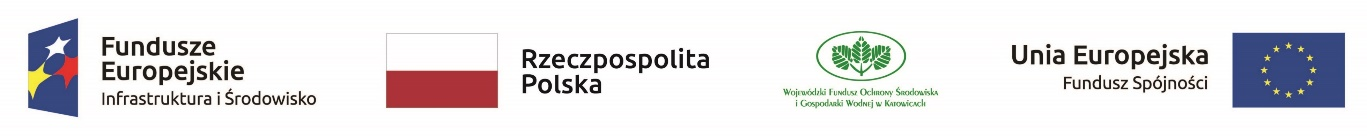 Fundusze
Europejskie
Infrastruktura i Środowisko
Rzeczpospolita
Polska
Wojewódzki Fundusz Ochrony Środowiska
i Gospodarki Wodnej w Katowicach
Unia Europejska
Fundusz Spójności